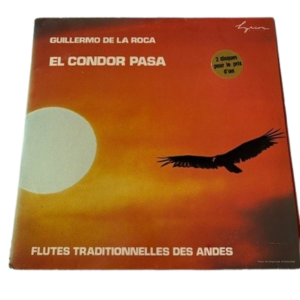 GUILLERMO DE LA ROCA
EL CONDOR PASA
2 disques
pour le prix
d'un
FLUTES TRADITIONNELLES DES ANDES